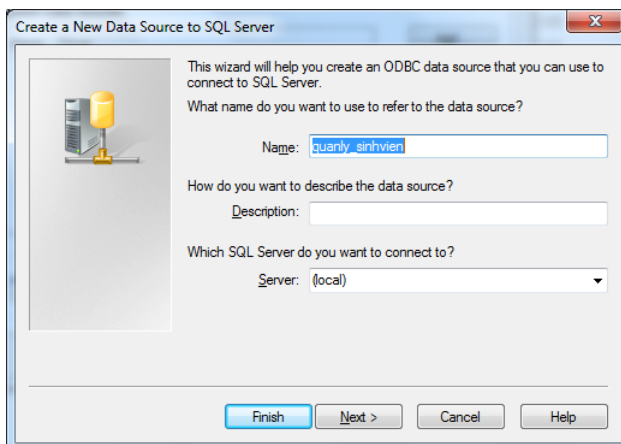 Create a New Data Source to SQL Server
This wizard will help you create an ODBC data source that you can use to
connect to SQL Server.
What name do you want to use to refer to the data source?
Name: quanly_sinhvien
How do you want to describe the data source?
Description:
Which SQL Server do you want to connect to?
Server: (local)
Finish Next > Cancel Help